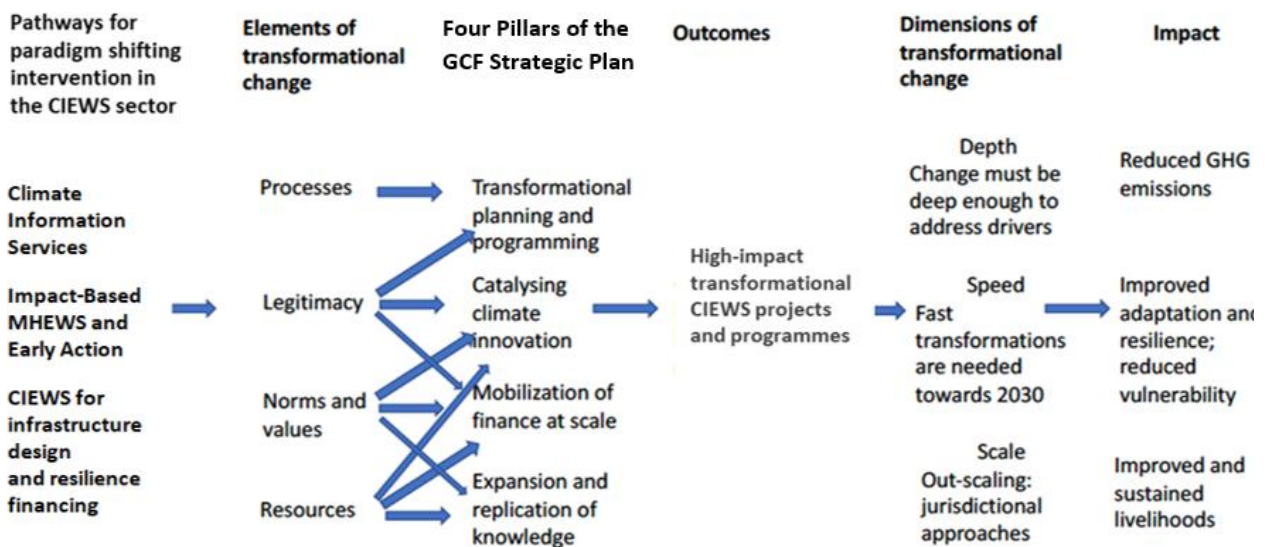 Pathways for
paradigm shifting
intervention in
the CIEWS sector
Elements of
transformational
change
Four Pillars of the
GCF Strategic Plan
Outcomes
Dimensions of
transformational
change
Impact
Climate
Information
Services
Impact-Based
MHEWS and
Early Action
CIEWS for
infrastructure
design
and resilience
financing
Processes
Legitimacy
Norms and
values
Resources
Transformational
planning and
programming
Catalysing
climate
innovation
Mobilization of
finance at scale
Expansion and
replication of
knowledge
High-impact
transformational
CIEWS projects
and programmes
Depth
Change must be
deep enough to
address drivers
Speed
Fast
transformations
are needed
towards 2030
Scale
Out-scaling:
jurisdictional
approaches
Reduced GHG
emissions
Improved
adaptation and
resilience;
reduced
vulnerability
Improved and
sustained
livelihoods